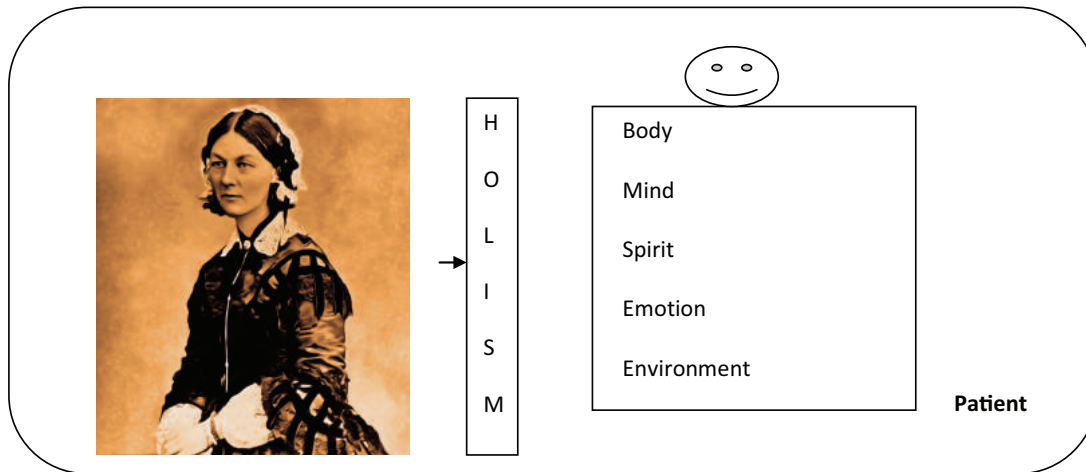 H
O
L
I
S
M
Body
Mind
Spirit
Emotion
Environment
Patient